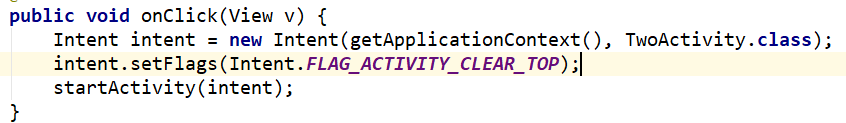 public void onClick(View v) {
    Intent intent = new Intent(getApplicationContext(), TwoActivity.class);
    intent.setFlags(Intent.FLAG_ACTIVITY_CLEAR_TOP);
    startActivity(intent);
}